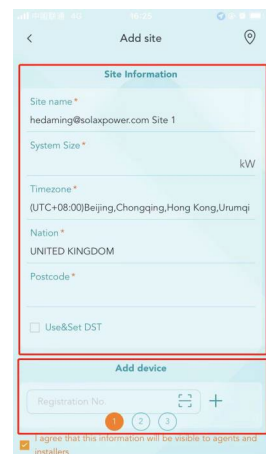 16:35
Add site
Site Information
Site name *
hedaming@solaxpower.com Site 1
System Size *
kW
Timezone *
(UTC+08:00)Beijing,Chongqing,Hong Kong,Urumqi
Nation *
UNITED KINGDOM
Postcode *
Use&Set DST
Add device
Registration No.
1 2 3
I agree that this information will be visible to agents and
installers